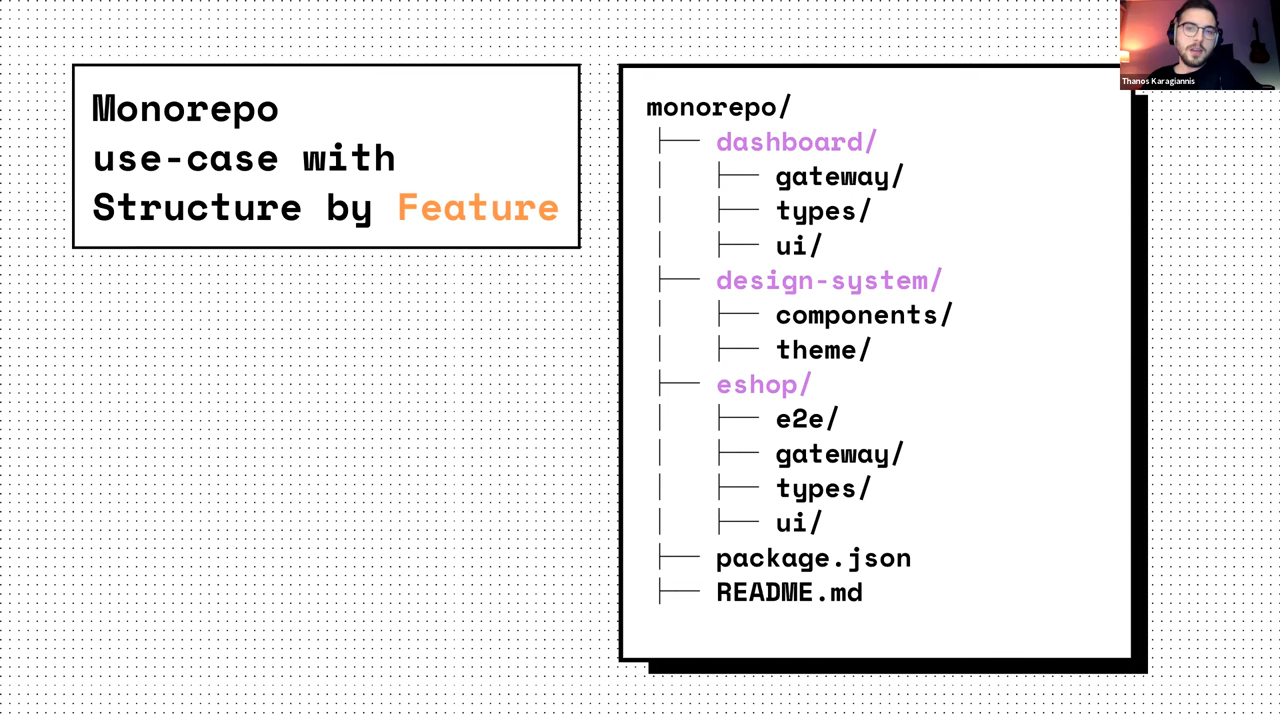 Monorepo
use-case with
Structure by Feature
monorepo/
├── dashboard/
│   ├── gateway/
│   ├── types/
│   ├── ui/
├── design-system/
│   ├── components/
│   ├── theme/
├── eshop/
│   ├── e2e/
│   ├── gateway/
│   ├── types/
│   ├── ui/
├── package.json
├── README.md
Thanos Karagiannis